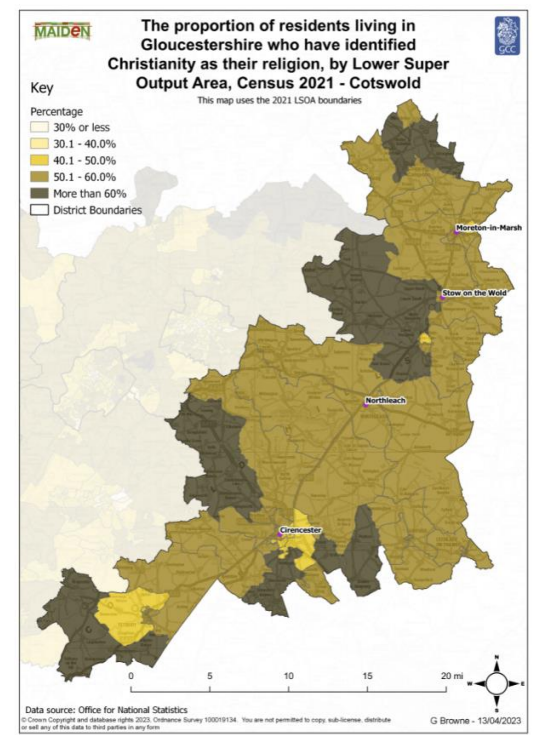 MAIDEN
GCC
The proportion of residents living in
Gloucestershire who have identified
Christianity as their religion, by Lower Super
Output Area, Census 2021 - Cotswold
This map uses the 2021 LSOA boundaries
Key
Percentage
30% or less
30.1 - 40.0%
40.1 - 50.0%
50.1 - 60.0%
More than 60%
District Boundaries
Moreton-in-Marsh
Stow on the Wold
Northleach
Cirencester
0 5 10 15 20 mi
N
W E
S
Data source: Office for National Statistics
© Crown Copyright and database rights 2023. Ordnance Survey 100019134. You are not permitted to copy, sub-license, distribute
or sell any of this data to third parties in any form
G Browne - 13/04/2023